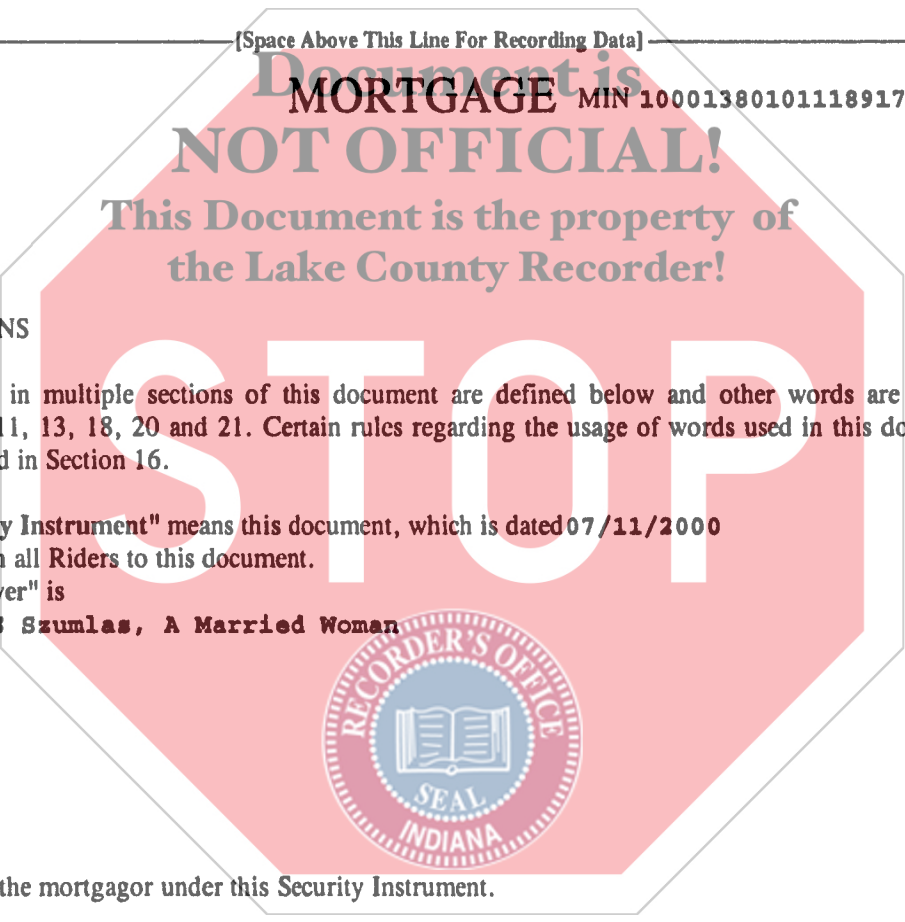 [Space Above This Line For Recording Data]
Document is
MORTGAGE MIN 10001380101118917
NOT OFFICIAL!
This Document is the property of
the Lake County Recorder!
NS
in multiple sections of this document are defined below and other words are
11, 13, 18, 20 and 21. Certain rules regarding the usage of words used in this do
d in Section 16.
STOP
y Instrument" means this document, which is dated 07/11/2000
n all Riders to this document.
er" is
S Szumlas, A Married Woman
RECORDER'S OFFICE
SEAL
INDIANA
the mortgagor under this Security Instrument.